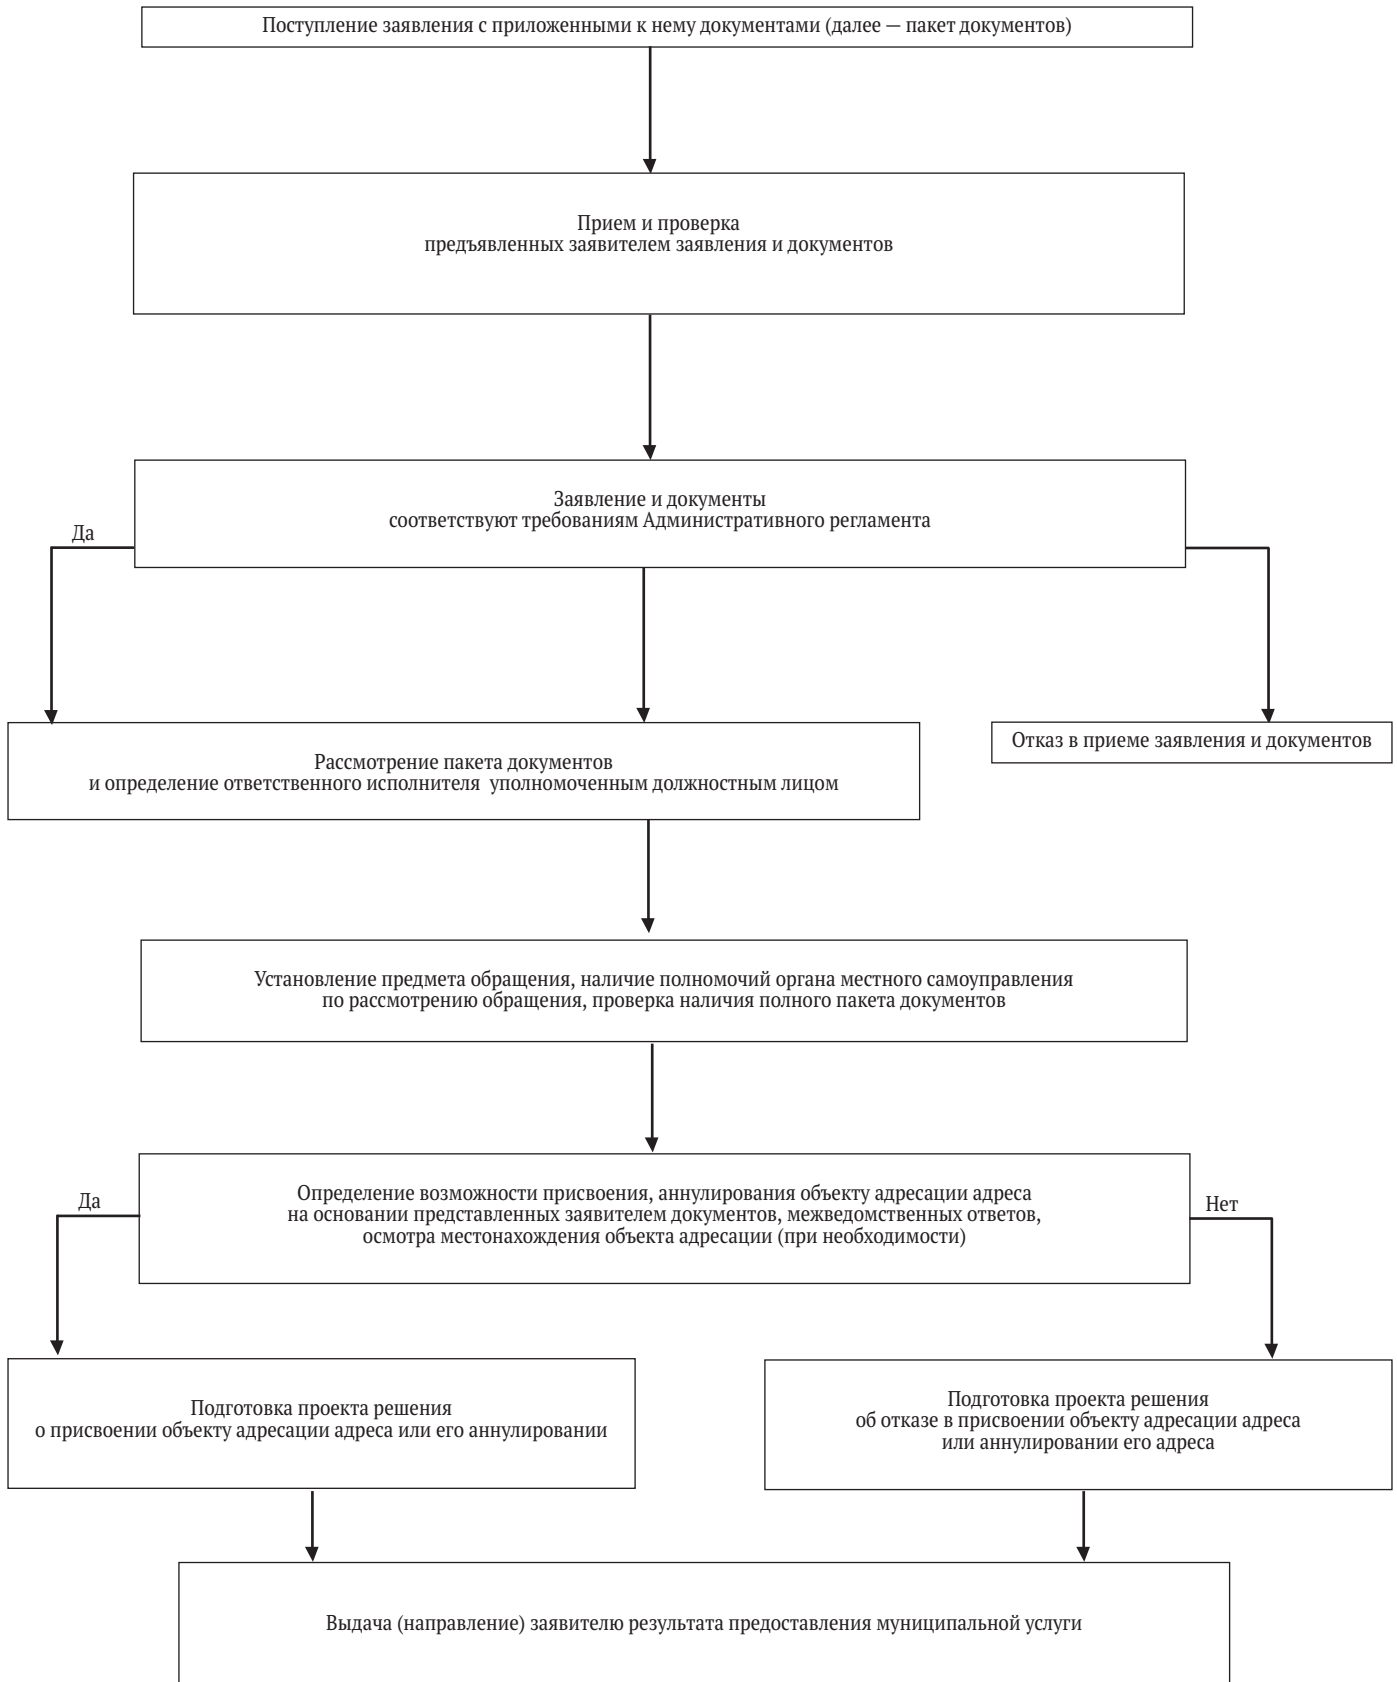 Поступление заявления с приложенными к нему документами (далее — пакет документов)
Прием и проверка
предъявленных заявителем заявления и документов
Заявление и документы
соответствуют требованиям Административного регламента
Да
Рассмотрение пакета документов
и определение ответственного исполнителя уполномоченным должностным лицом
Отказ в приеме заявления и документов
Установление предмета обращения, наличие полномочий органа местного самоуправления
по рассмотрению обращения, проверка наличия полного пакета документов
Определение возможности присвоения, аннулирования объекту адресации адреса
на основании представленных заявителем документов, межведомственных ответов,
осмотра местонахождения объекта адресации (при необходимости)
Да
Нет
Подготовка проекта решения
о присвоении объекту адресации адреса или его аннулировании
Подготовка проекта решения
об отказе в присвоении объекту адресации адреса
или аннулировании его адреса
Выдача (направление) заявителю результата предоставления муниципальной услуги